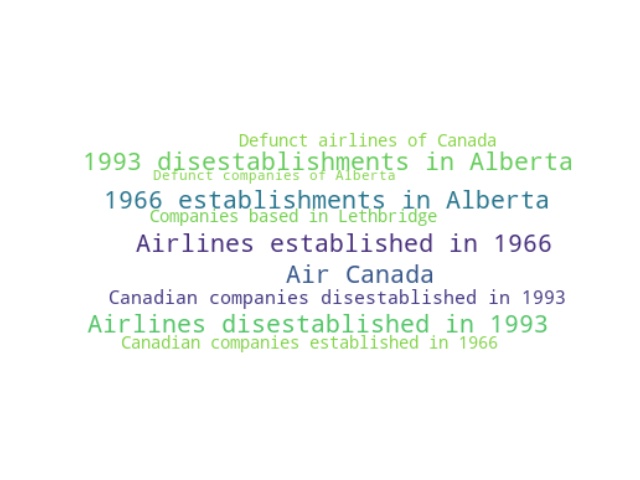 Defunct airlines of Canada
1993 disestablishments in Alberta
Defunct companies of Alberta
1966 establishments in Alberta
Companies based in Lethbridge
Airlines established in 1966
Air Canada
Canadian companies disestablished in 1993
Airlines disestablished in 1993
Canadian companies established in 1966